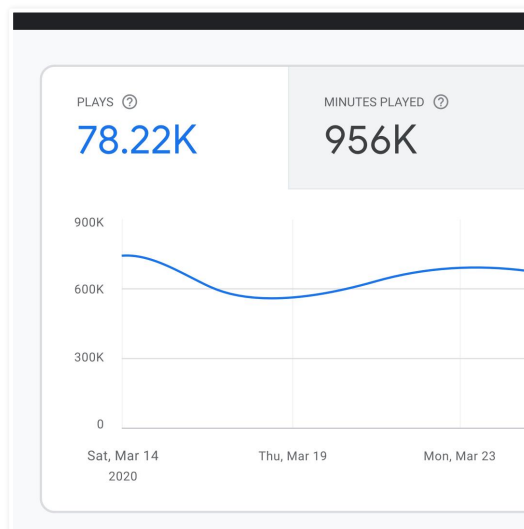 PLAYS ?
78.22K
MINUTES PLAYED ?
956K
900K
600K
300K
0
Sat, Mar 14
2020
Thu, Mar 19
Mon, Mar 23